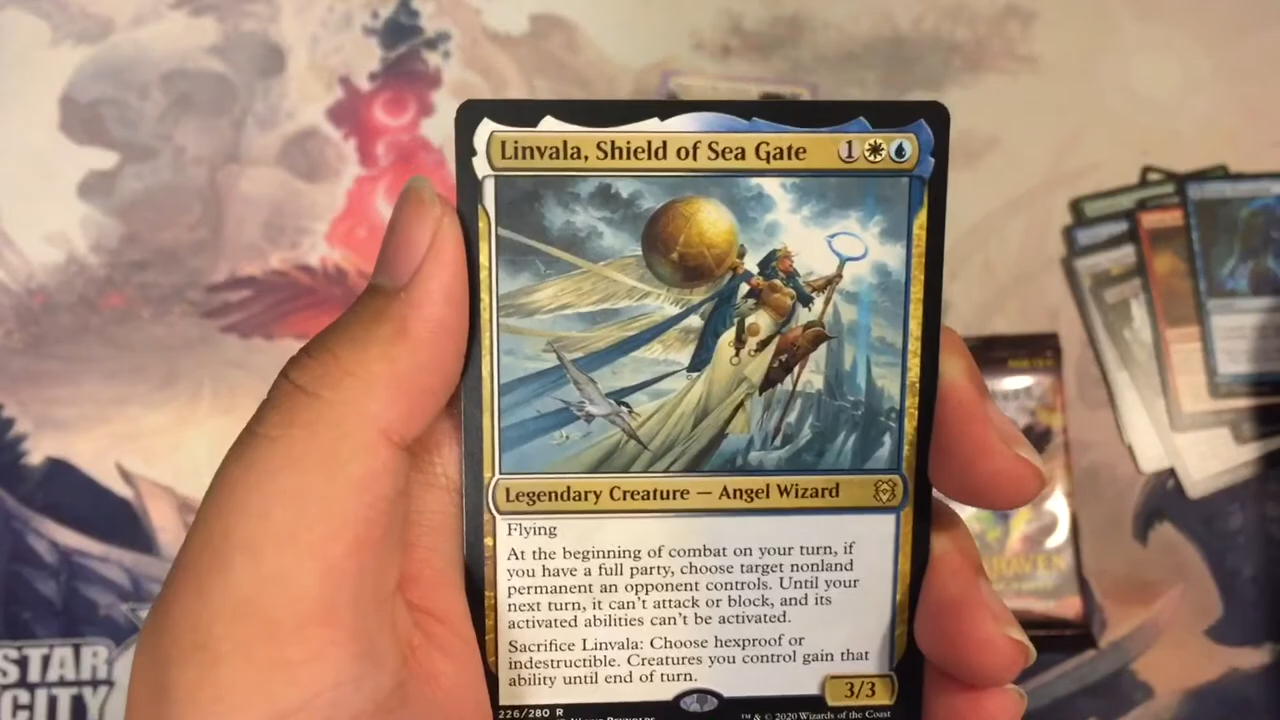 Linvala, Shield of Sea Gate 1
Legendary Creature — Angel Wizard
Flying
At the beginning of combat on your turn, if
you have a full party, choose target nonland
permanent an opponent controls. Until your
next turn, it can't attack or block, and its
activated abilities can't be activated.
Sacrifice Linvala: Choose hexproof or
indestructible. Creatures you control gain that
ability until end of turn.
3/3
226/280 R
™ & © 2020 Wizards of the Coast
STAR
CITY